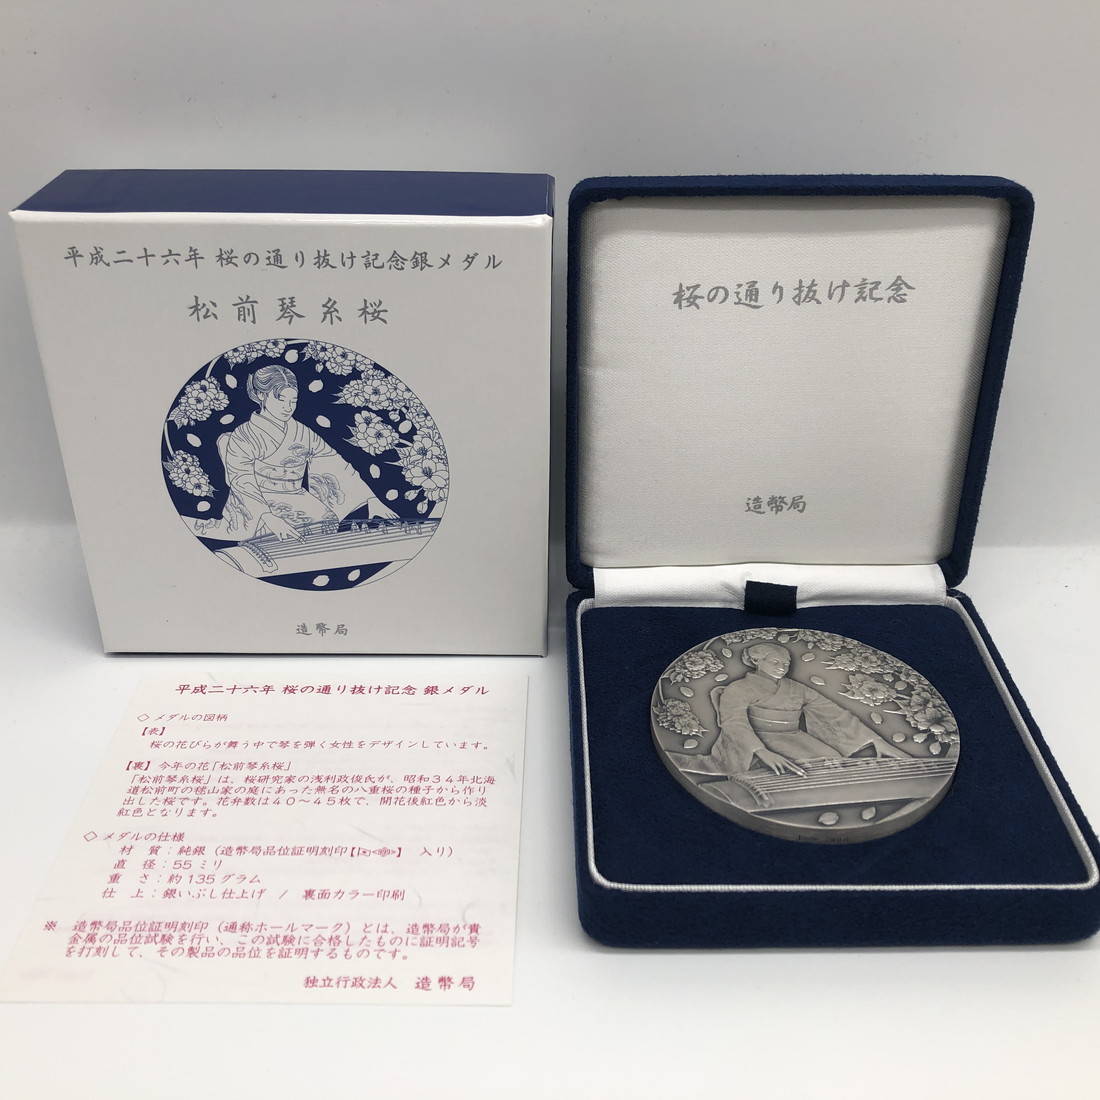 平成二十六年 桜の通り抜け記念銀メダル
松前琴糸桜
造幣局
桜の通り抜け記念
造幣局
平成二十六年 桜の通り抜け記念 銀メダル
◇メダルの図柄
【表】
桜の花びらが舞う中で琴を弾く女性をデザインしています。
【裏】今年の花「松前琴糸桜」
「松前琴糸桜」は、桜研究家の浅利政俊氏が、昭和34年北海
道松前町の毬山家の庭にあった無名の八重桜の種子から作り
出した桜です。花弁数は40～45枚で、開花後紅色から淡
紅色となります。
◇メダルの仕様
材 質：純銀（造幣局品位証明刻印【】 入り）
直 径：55ミリ
重 さ：約135グラム
仕 上：銀いぶし仕上げ / 裏面カラー印刷
※ 造幣局品位証明刻印（通称ホールマーク）とは、造幣局が貴
金属の品位試験を行い、この試験に合格したものに証明記号
を打刻して、その製品の品位を証明するものです。
独立行政法人 造幣局